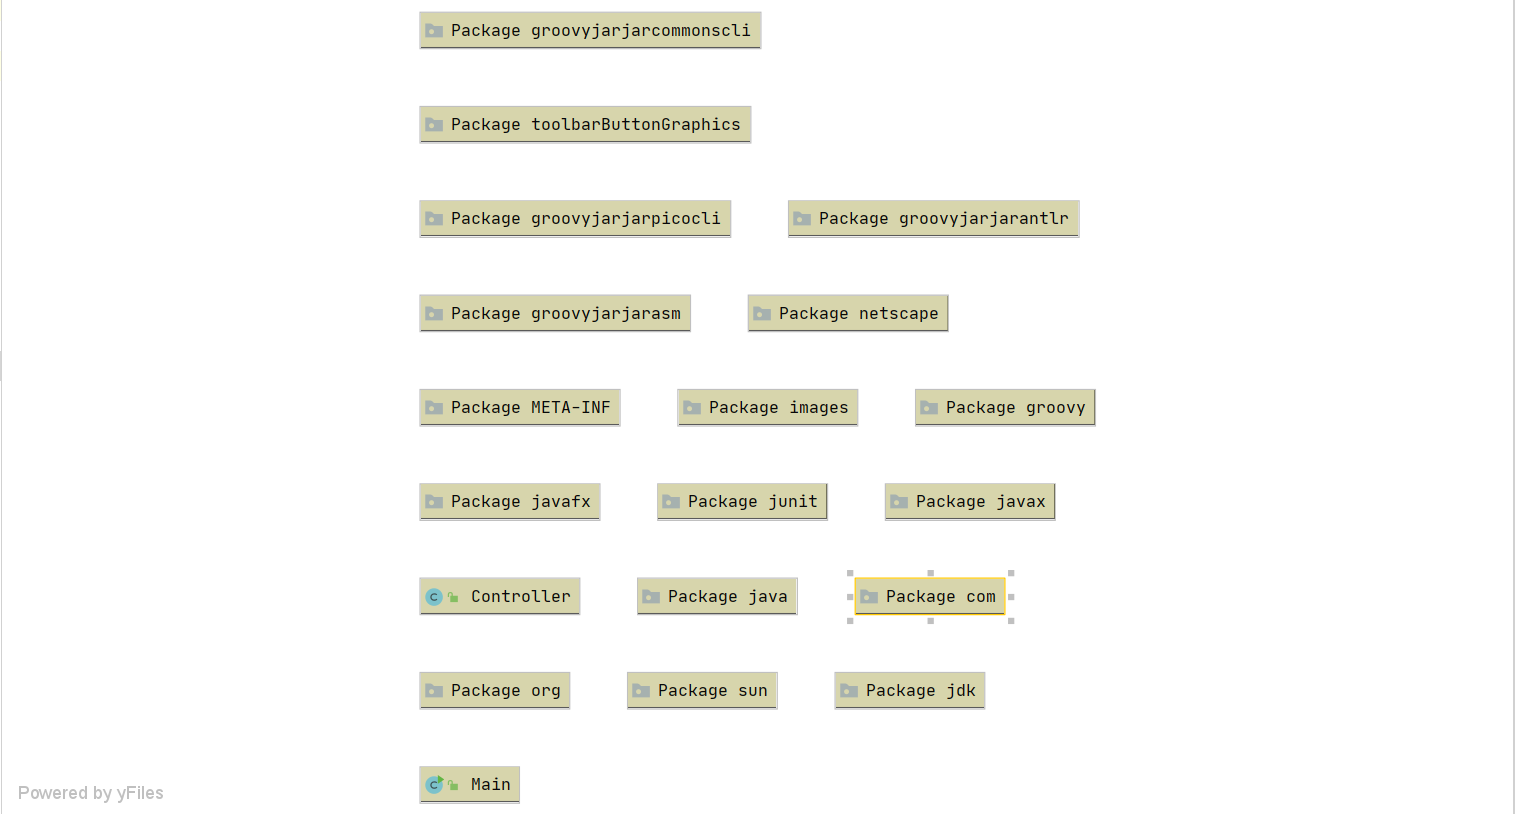 Package groovyjarjarcommonscli
Package toolbarButtonGraphics
Package groovyjarjarpicocli Package groovyjarjarantlr
Package groovyjarjarasm Package netscape
Package META-INF Package images Package groovy
Package javafx Package junit Package javax
C Controller Package java Package com
Package org Package sun Package jdk
C Main
Powered by yFiles